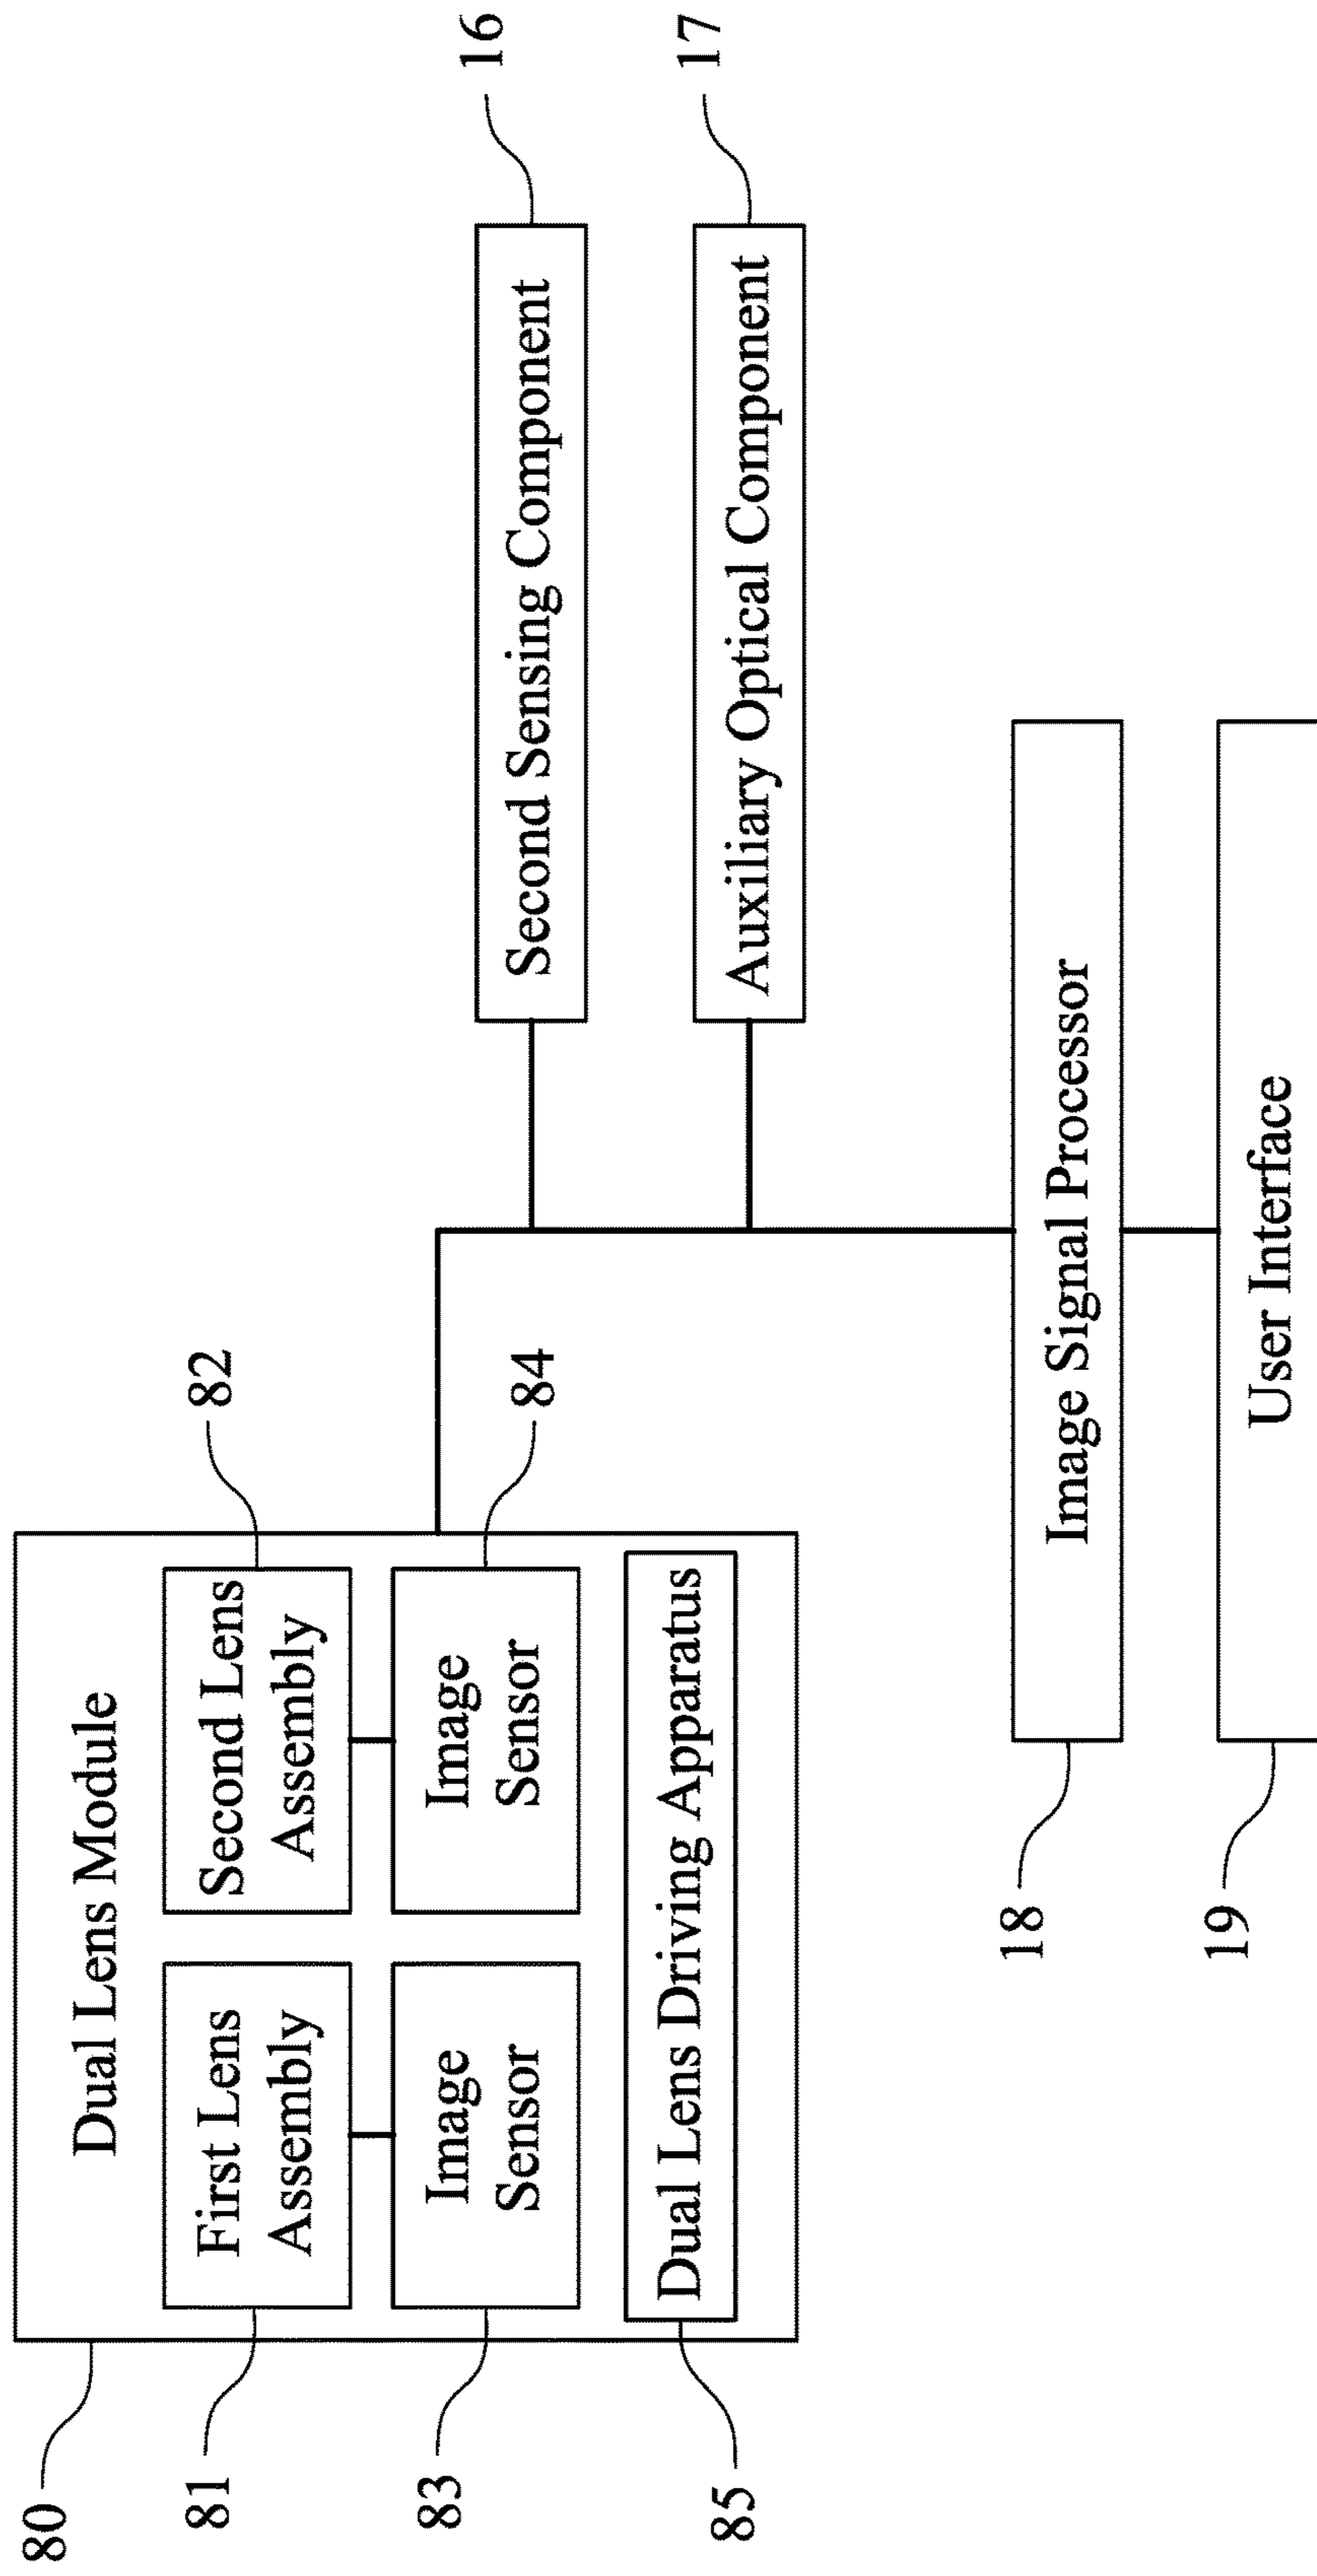 80
Dual Lens Module
81
First Lens
Assembly
Second Lens
Assembly
82
83
Image
Sensor
Image
Sensor
84
85
Dual Lens Driving Apparatus
Second Sensing Component
16
Auxiliary Optical Component
17
18
Image Signal Processor
19
User Interface